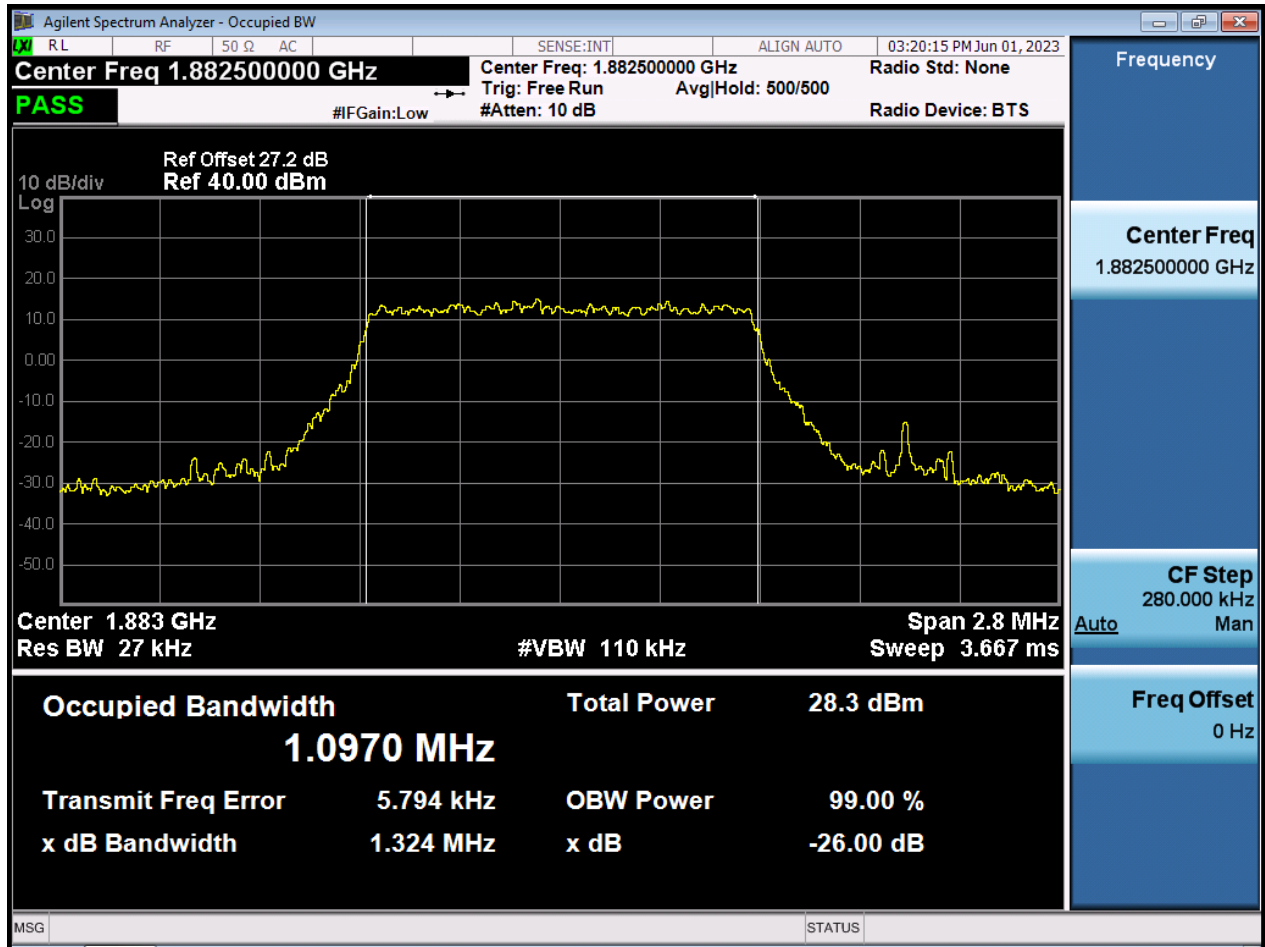 Agilent Spectrum Analyzer - Occupied BW
LXI RL RF 50 Ω AC SENSE:INT ALIGN AUTO 03:20:15 PM Jun 01, 2023
Center Freq 1.882500000 GHz
PASS
#IFGain:Low
Center Freq: 1.882500000 GHz
Trig: Free Run Avg|Hold: 500/500
#Atten: 10 dB
Radio Std: None
Radio Device: BTS
Ref Offset 27.2 dB
10 dB/div Ref 40.00 dBm
Log
30.0
20.0
10.0
0.00
-10.0
-20.0
-30.0
-40.0
-50.0
Center 1.883 GHz Span 2.8 MHz
Res BW 27 kHz #VBW 110 kHz Sweep 3.667 ms
Occupied Bandwidth Total Power 28.3 dBm
1.0970 MHz
Transmit Freq Error 5.794 kHz OBW Power 99.00 %
x dB Bandwidth 1.324 MHz x dB -26.00 dB
Frequency
Center Freq
1.882500000 GHz
CF Step
280.000 kHz
Auto Man
Freq Offset
0 Hz
MSG STATUS